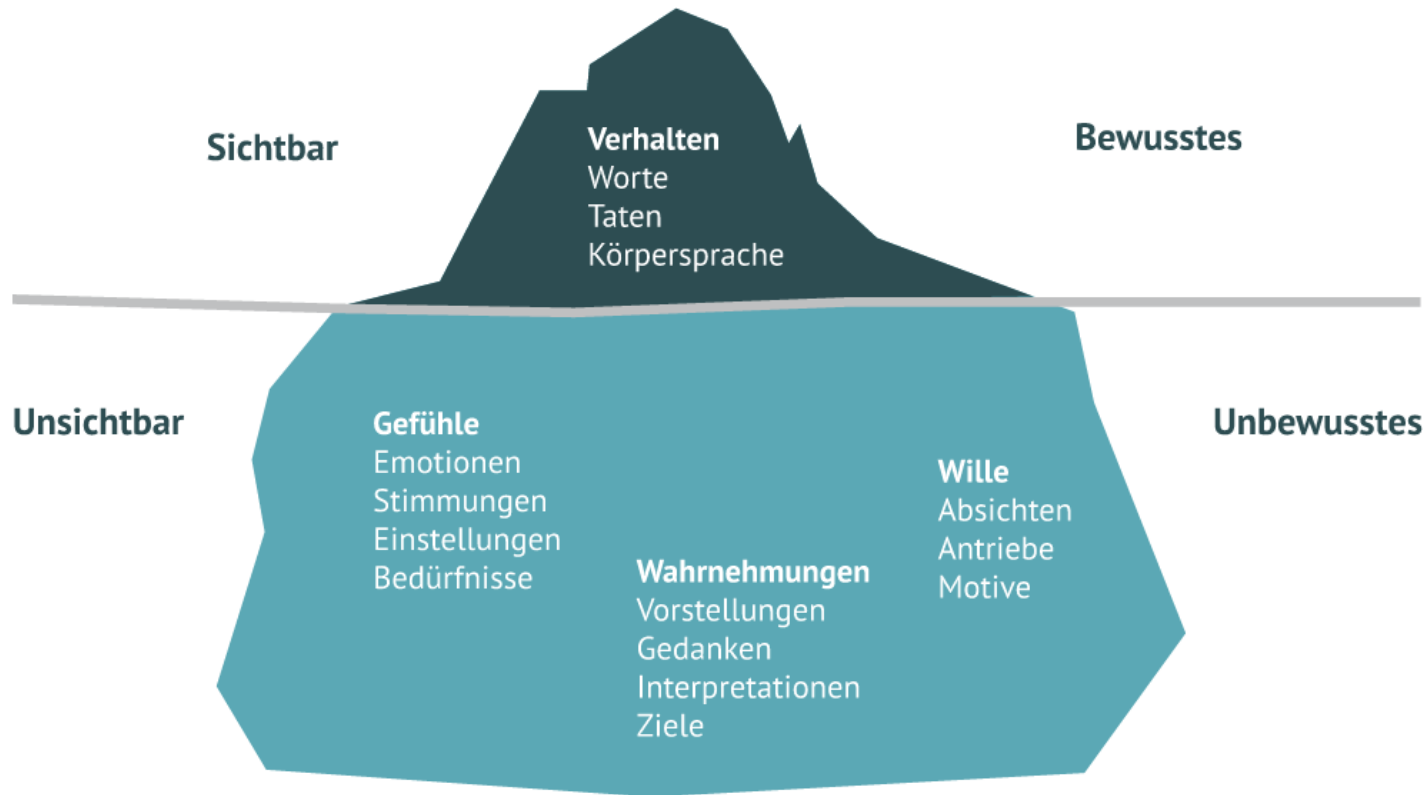 Sichtbar
Bewusstes
Verhalten
Worte
Taten
Körpersprache
Unsichtbar
Unbewusstes
Gefühle
Emotionen
Stimmungen
Einstellungen
Bedürfnisse
Wahrnehmungen
Vorstellungen
Gedanken
Interpretationen
Ziele
Wille
Absichten
Antriebe
Motive